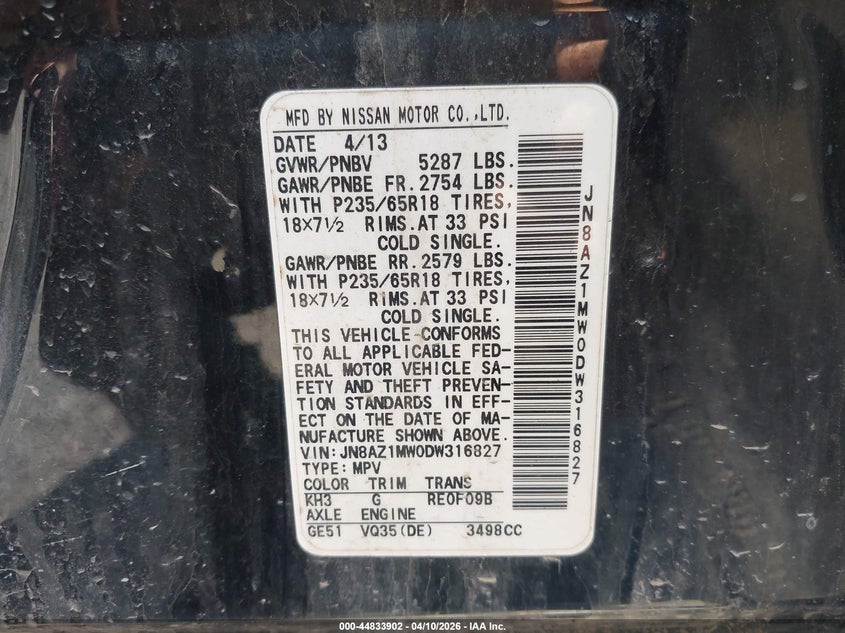 MFD BY NISSAN MOTOR CO.,LTD.
DATE 4/13
GVWR/PNBV 5287 LBS.
GAWR/PNBE FR. 2754 LBS.
WITH P235/65R18 TIRES,
18×7½ RIMS. AT 33 PSI
COLD SINGLE.
GAWR/PNBE RR. 2579 LBS.
WITH P235/65R18 TIRES,
18×7½ RIMS. AT 33 PSI
COLD SINGLE.
THIS VEHICLE CONFORMS
TO ALL APPLICABLE FED-
ERAL MOTOR VEHICLE SA-
FETY AND THEFT PREVEN-
TION STANDARDS IN EFF-
ECT ON THE DATE OF MA-
NUFACTURE SHOWN ABOVE.
VIN:JN8AZ1MW0DW316827
TYPE:MPV
COLOR TRIM TRANS
KH3 G RE0F09B
AXLE ENGINE
GE51 VQ35(DE) 3498CC
JN8AZ1MW0DW316827
000-44833902 - 04/10/2026 - IAA Inc.